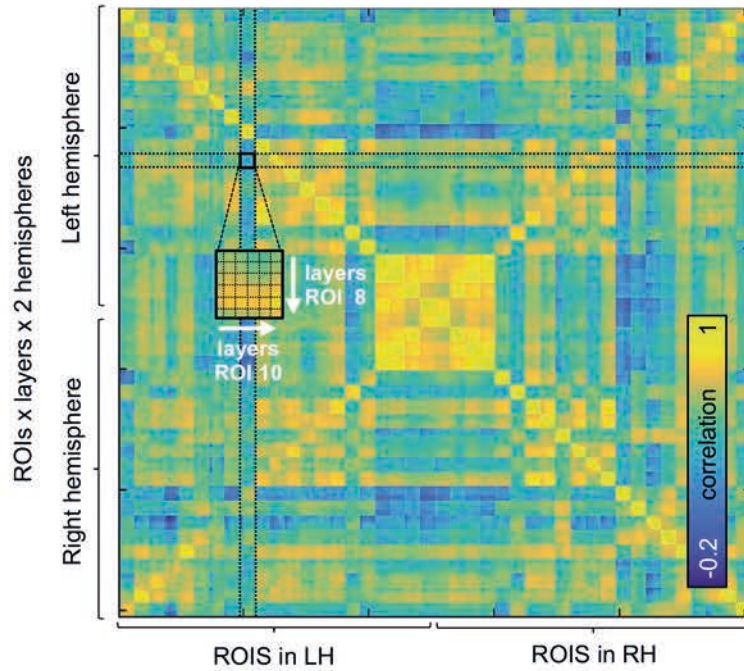 ROIs x layers x 2 hemispheres
Left hemisphere
Right hemisphere
layers
ROI 8
layers
ROI 10
1
correlation
-0.2
ROIS in LH
ROIS in RH